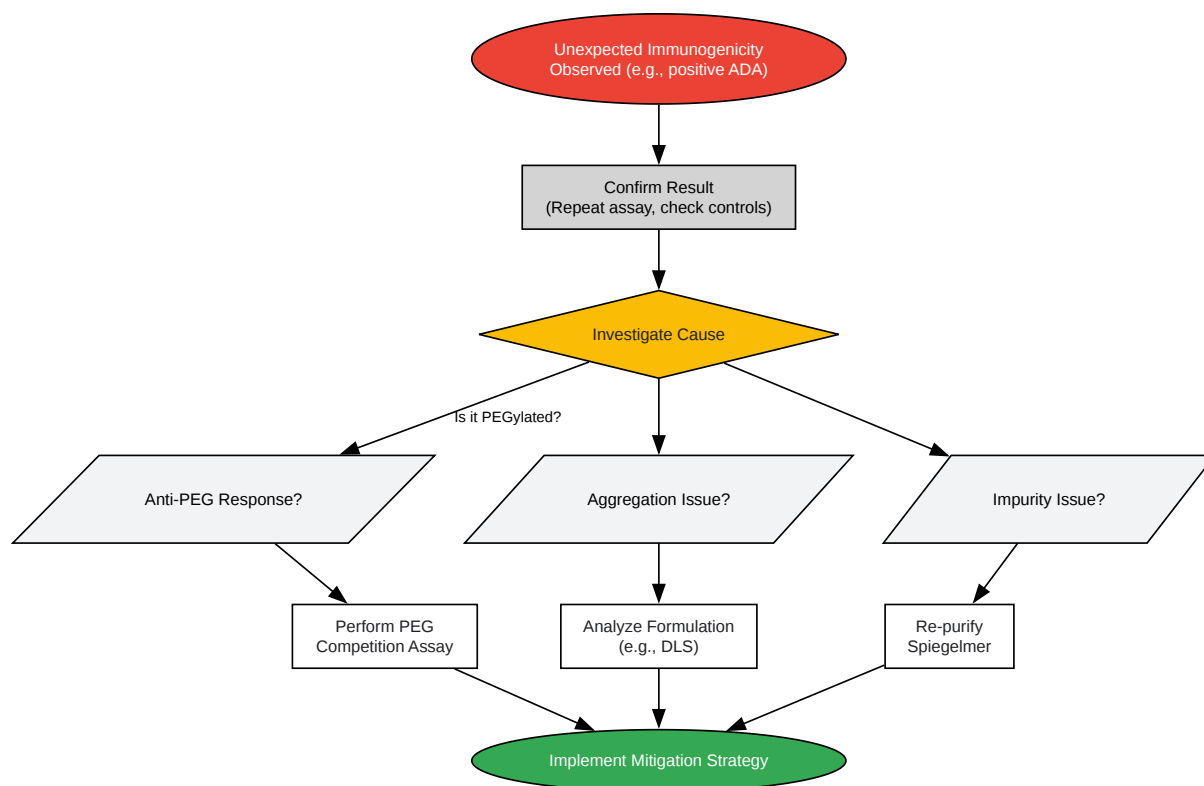 Unexpected Immunogenicity
Observed (e.g., positive ADA)
Confirm Result
(Repeat assay, check controls)
Investigate Cause
Is it PEGylated?
Anti-PEG Response?
Aggregation Issue?
Impurity Issue?
Perform PEG
Competition Assay
Analyze Formulation
(e.g., DLS)
Re-purify
Spiegelmer
Implement Mitigation Strategy